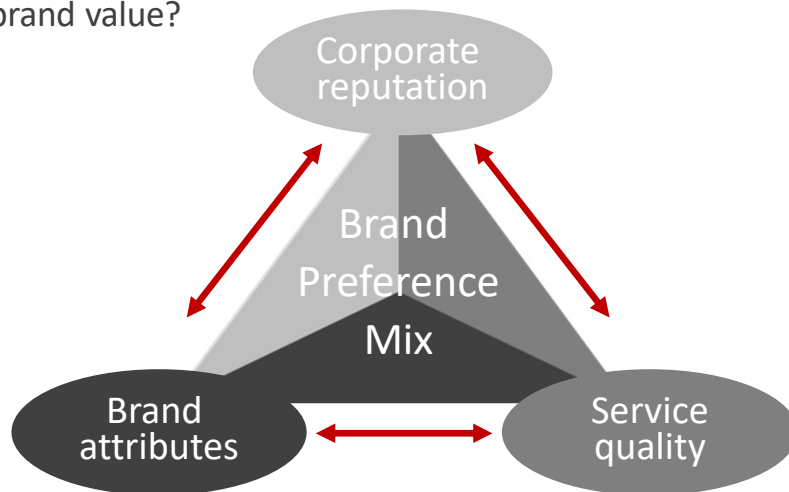 brand value?
Corporate
reputation
Brand
Preference
Mix
Brand
attributes
Service
quality